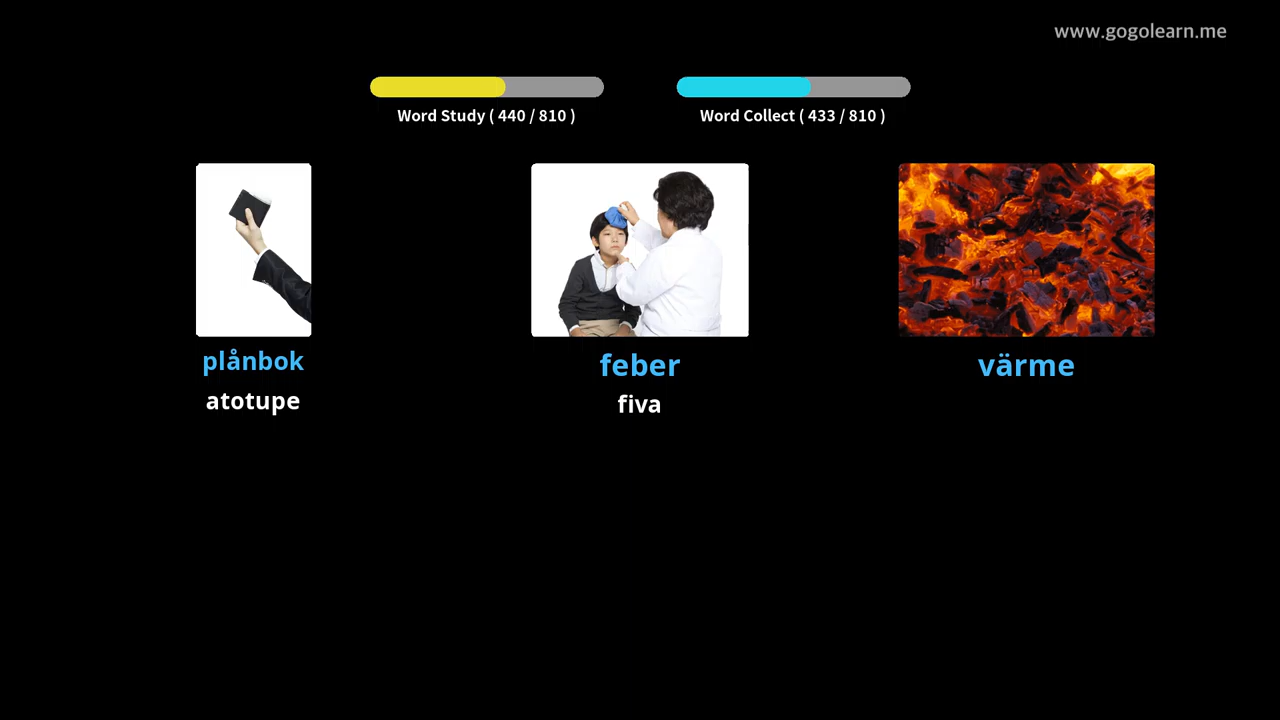 www.gogolearn.me
Word Study ( 440 / 810 )
Word Collect ( 433 / 810 )
plånbok
feber
värme
atotupe
fiva